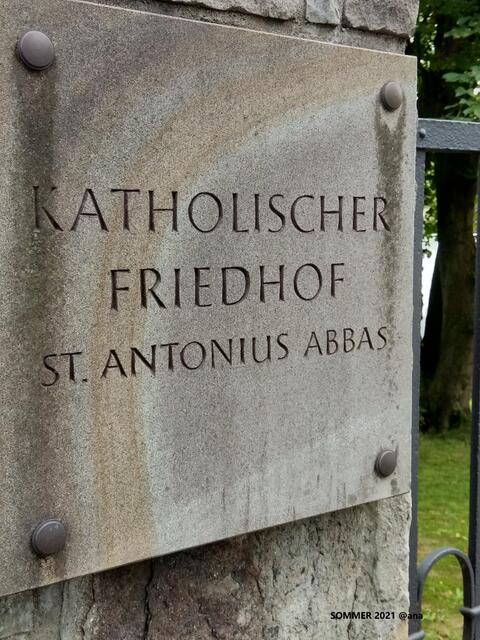 KATHOLISCHER
FRIEDHOF
ST. ANTONIUS ABBAS
SOMMER 2021 @ana